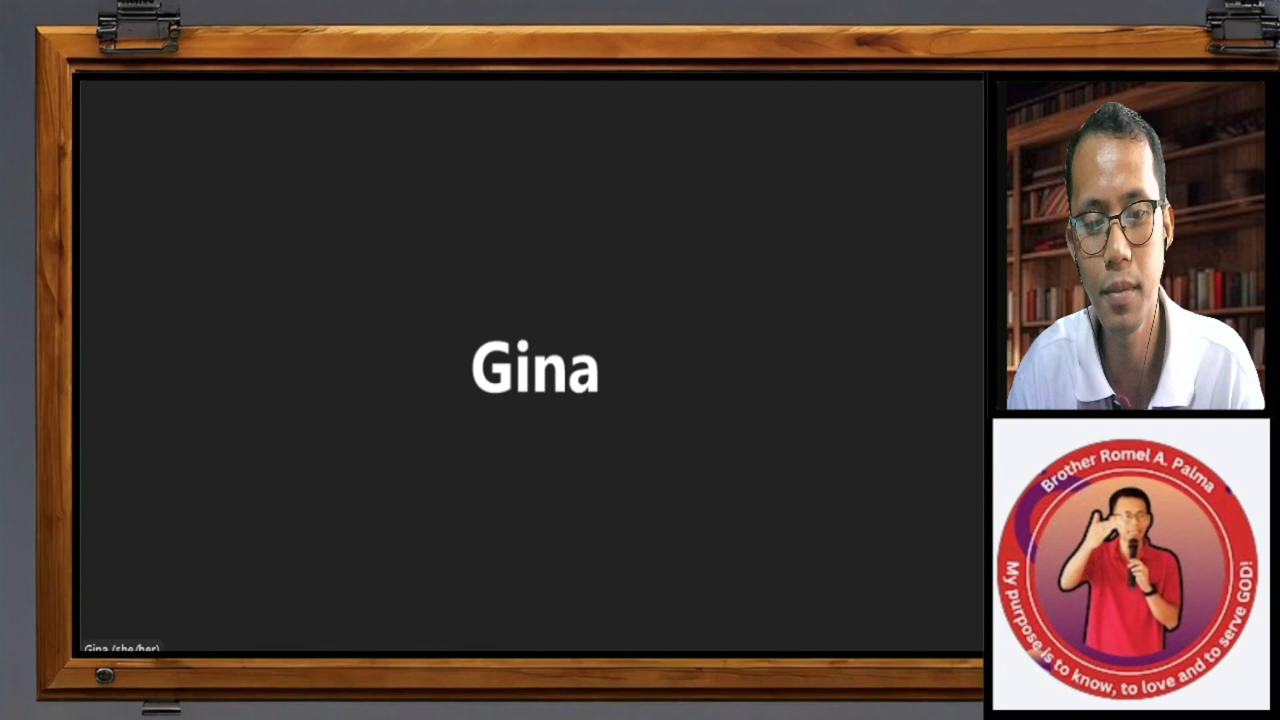 Gina
Gina (she/her)
Brother Romel A. Palma
My purpose is to know, to love and to serve GOD!